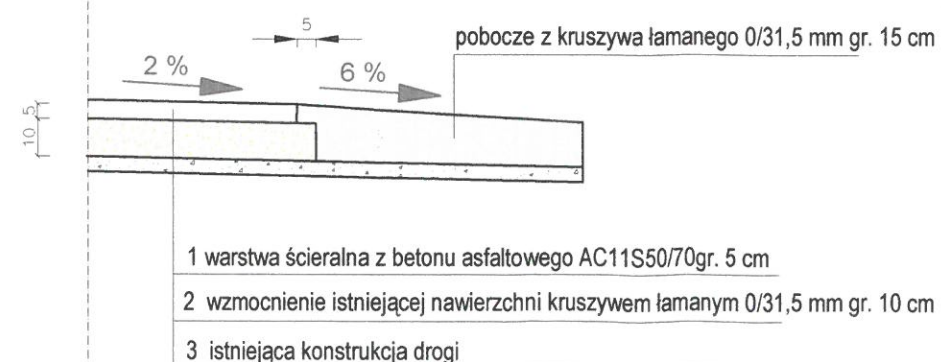 5
pobocze z kruszywa łamanego 0/31,5 mm gr. 15 cm
2 %
6 %
5
10
1 warstwa ścieralna z betonu asfaltowego AC11S50/70gr. 5 cm
2 wzmocnienie istniejącej nawierzchni kruszywem łamanym 0/31,5 mm gr. 10 cm
3 istniejąca konstrukcja drogi